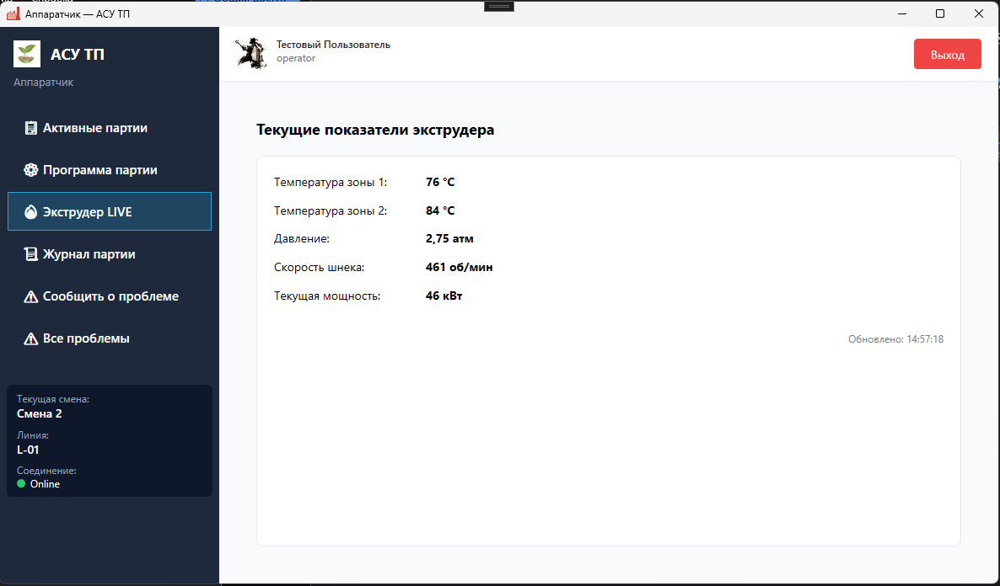 Аппаратчик — АСУ ТП
АСУ ТП
Аппаратчик
Активные партии
Программа партии
Экструдер LIVE
Журнал партии
Сообщить о проблеме
Все проблемы
Текущая смена:
Смена 2
Линия:
L-01
Соединение:
Online
Тестовый Пользователь
operator
Выход
Текущие показатели экструдера
Температура зоны 1: 76 °C
Температура зоны 2: 84 °C
Давление: 2,75 атм
Скорость шнека: 461 об/мин
Текущая мощность: 46 кВт
Обновлено: 14:57:18